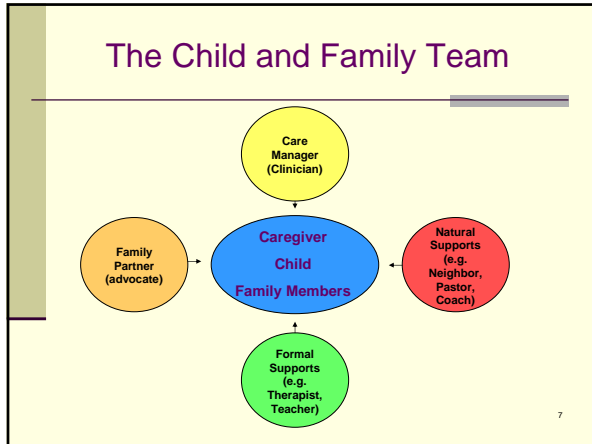 The Child and Family Team
Care
Manager
(Clinician)
Family
Partner
(advocate)
Caregiver
Child
Family Members
Natural
Supports
(e.g.
Neighbor,
Pastor,
Coach)
Formal
Supports
(e.g.
Therapist,
Teacher)
7